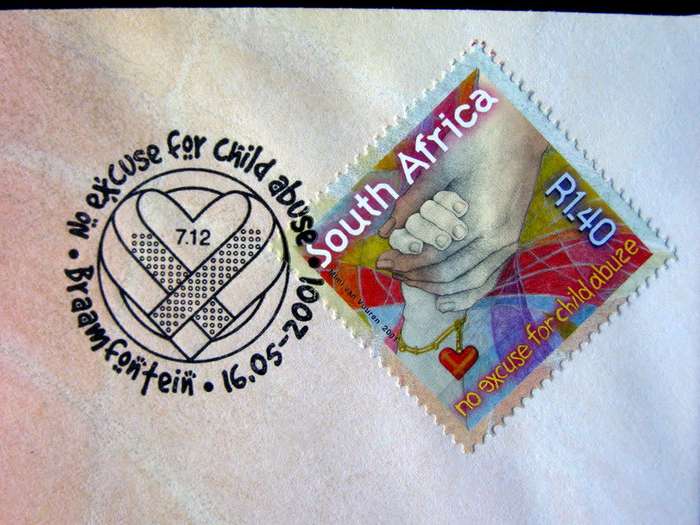 No excuse for child abuse • Braamfontein • 16.05-2001 •
7.12
South Africa
R1.40
no excuse for child abuse